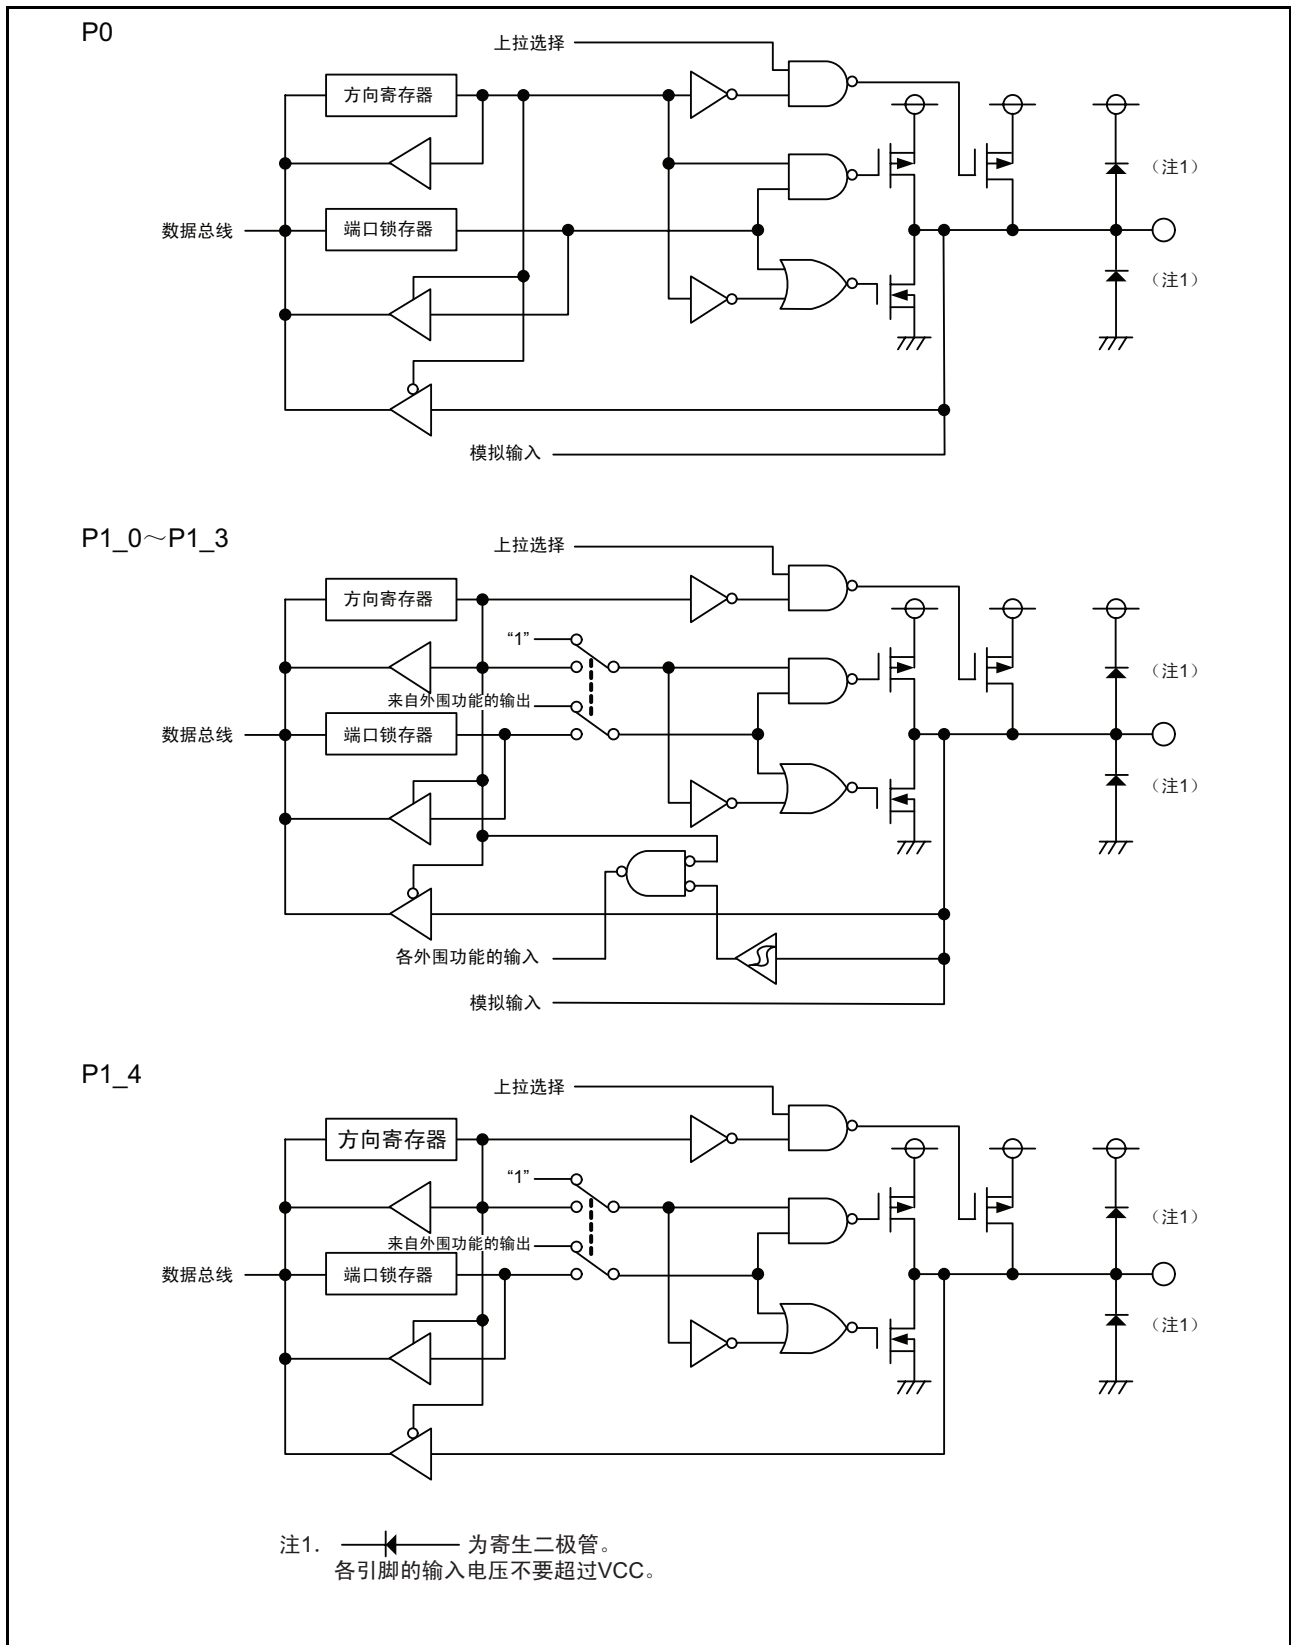 P0
上拉选择
方向寄存器
（注1）
数据总线
端口锁存器
（注1）
模拟输入
P1_0～P1_3
上拉选择
方向寄存器
“1”
（注1）
来自外围功能的输出
数据总线
端口锁存器
（注1）
各外围功能的输入
模拟输入
P1_4
上拉选择
方向寄存器
“1”
（注1）
来自外围功能的输出
数据总线
端口锁存器
（注1）
注1. 为寄生二极管。
各引脚的输入电压不要超过VCC。